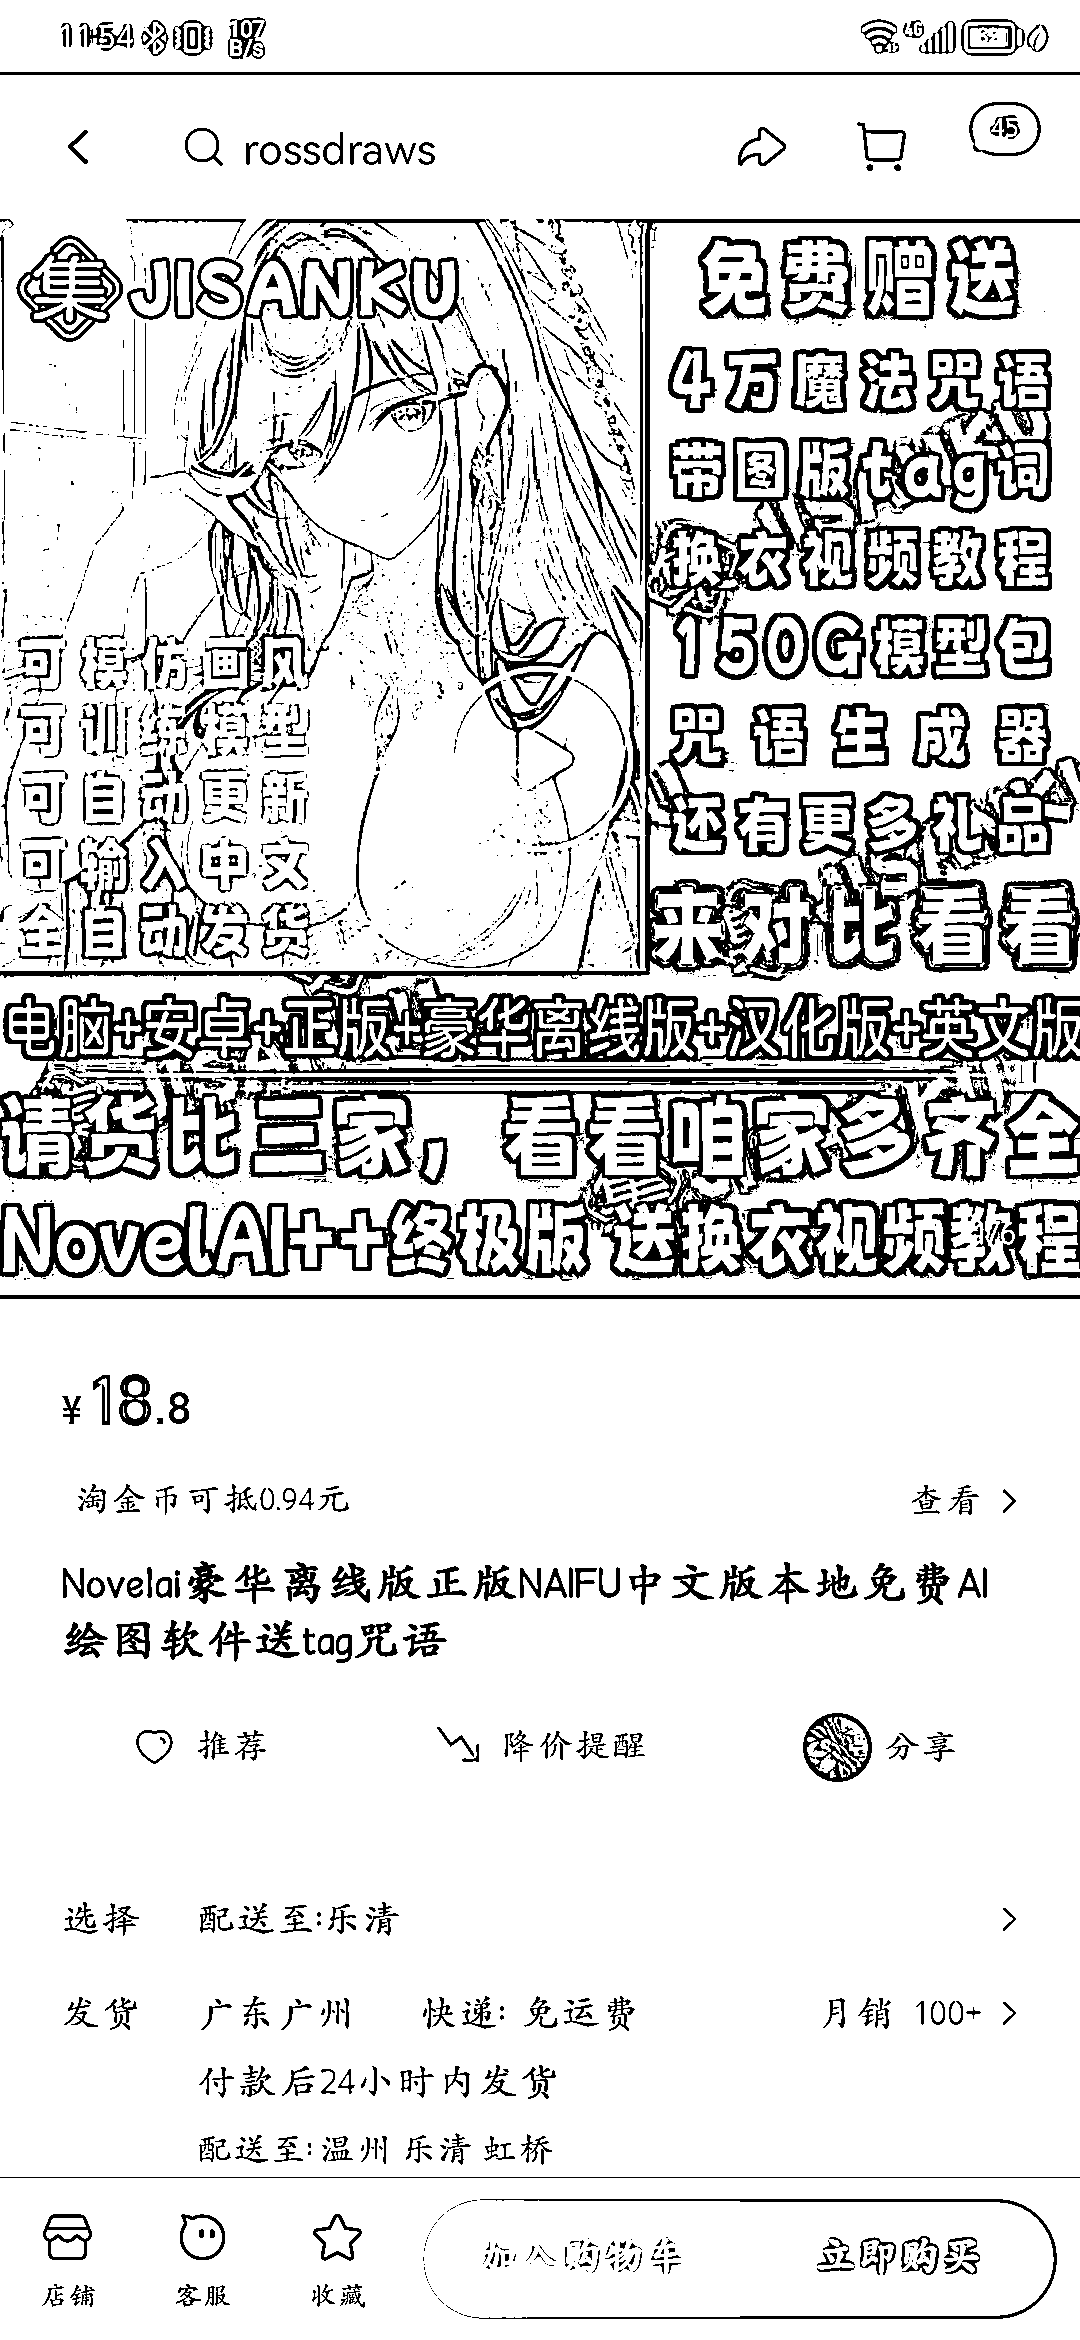 11:54 107 B/s 4G
rossdraws 45
集 JISANKU
免费赠送
4万魔法咒语
带图版tag词
换衣视频教程
150G模型包
咒语生成器
还有更多礼品
来对比看看
可模仿画风
可训练模型
可自动更新
可输入中文
全自动发货
电脑+安卓+正版+豪华离线版+汉化版+英文版
请货比三家，看看咱家多齐全
NovelAI++终极版 送换衣视频教程
¥18.8
淘金币可抵0.94元 查看
Novelai豪华离线版正版NAIFU中文版本地免费AI
绘图软件送tag咒语
推荐 降价提醒 分享
选择 配送至:乐清
发货 广东广州 快递: 免运费 月销 100+
付款后24小时内发货
配送至:温州 乐清 虹桥
加入购物车 立即购买
店铺 客服 收藏